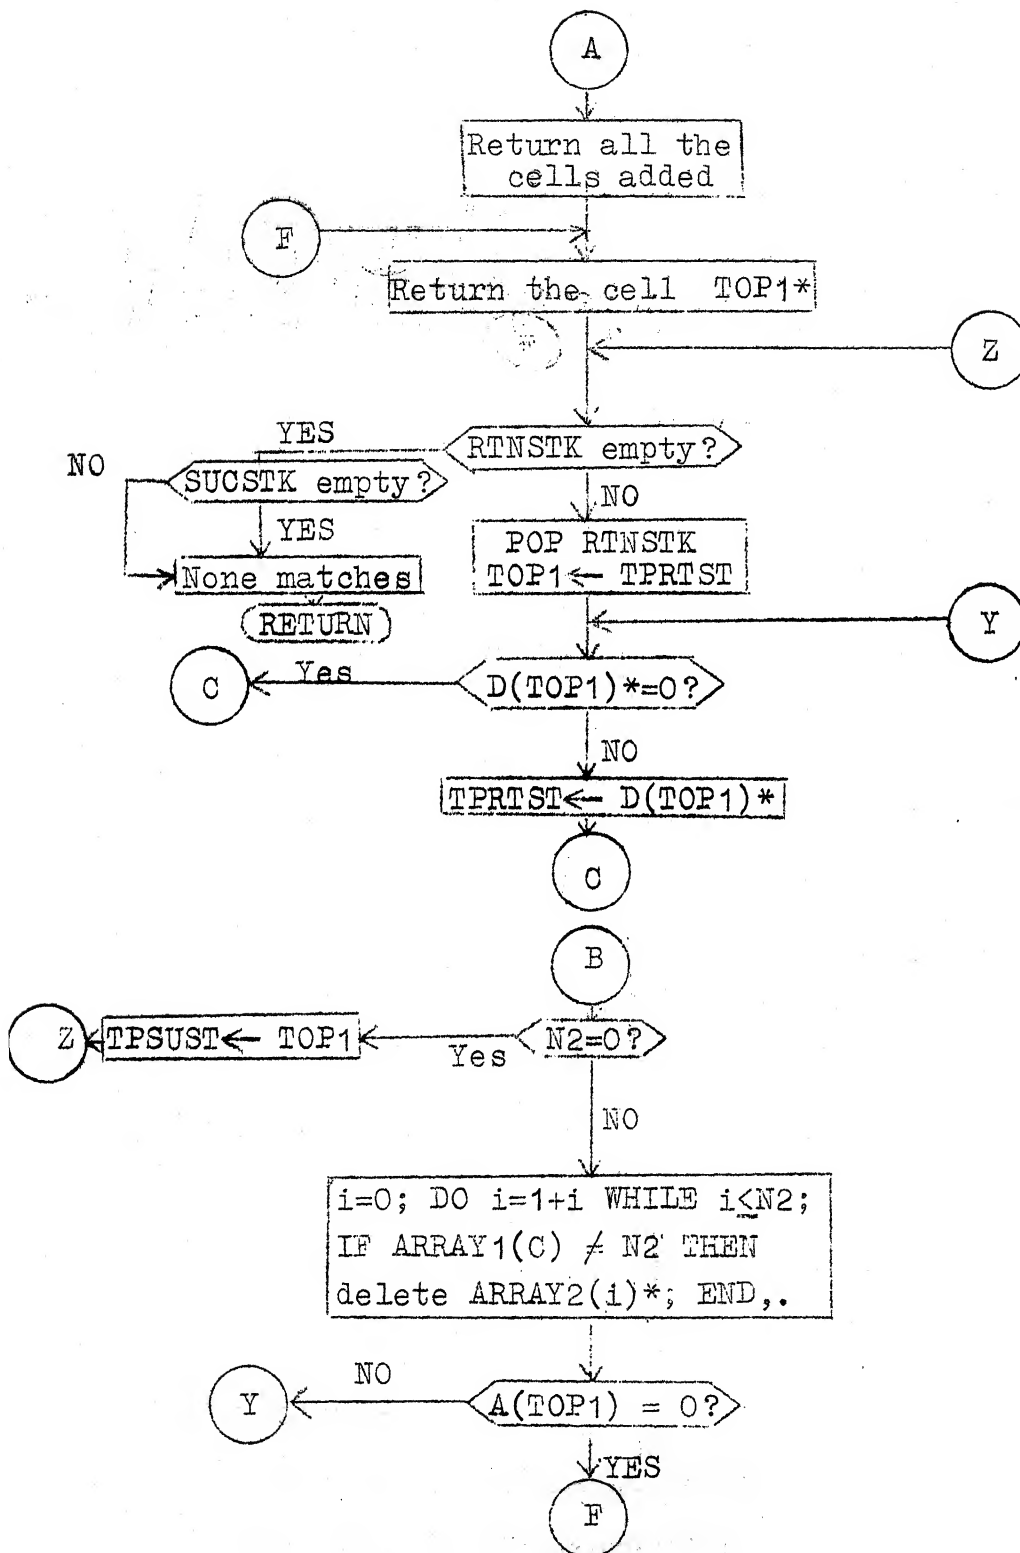 A
Return all the
cells added
F
Return the cell TOP1*
Z
YES
RTNSTK empty?
NO
SUCSTK empty?
NO
YES
POP RTNSTK
None matches
TOP1 ← TPRTST
RETURN
Y
C
Yes
D(TOP1)*=0?
NO
TPRTST ← D(TOP1)*
C
B
Z
TPSUST ← TOP1
Yes
N2=0?
NO
i=0; DO i=1+i WHILE i≤N2;
IF ARRAY1(C) ≠ N2 THEN
delete ARRAY2(i)*; END,.
NO
Y
A(TOP1) = 0?
YES
F